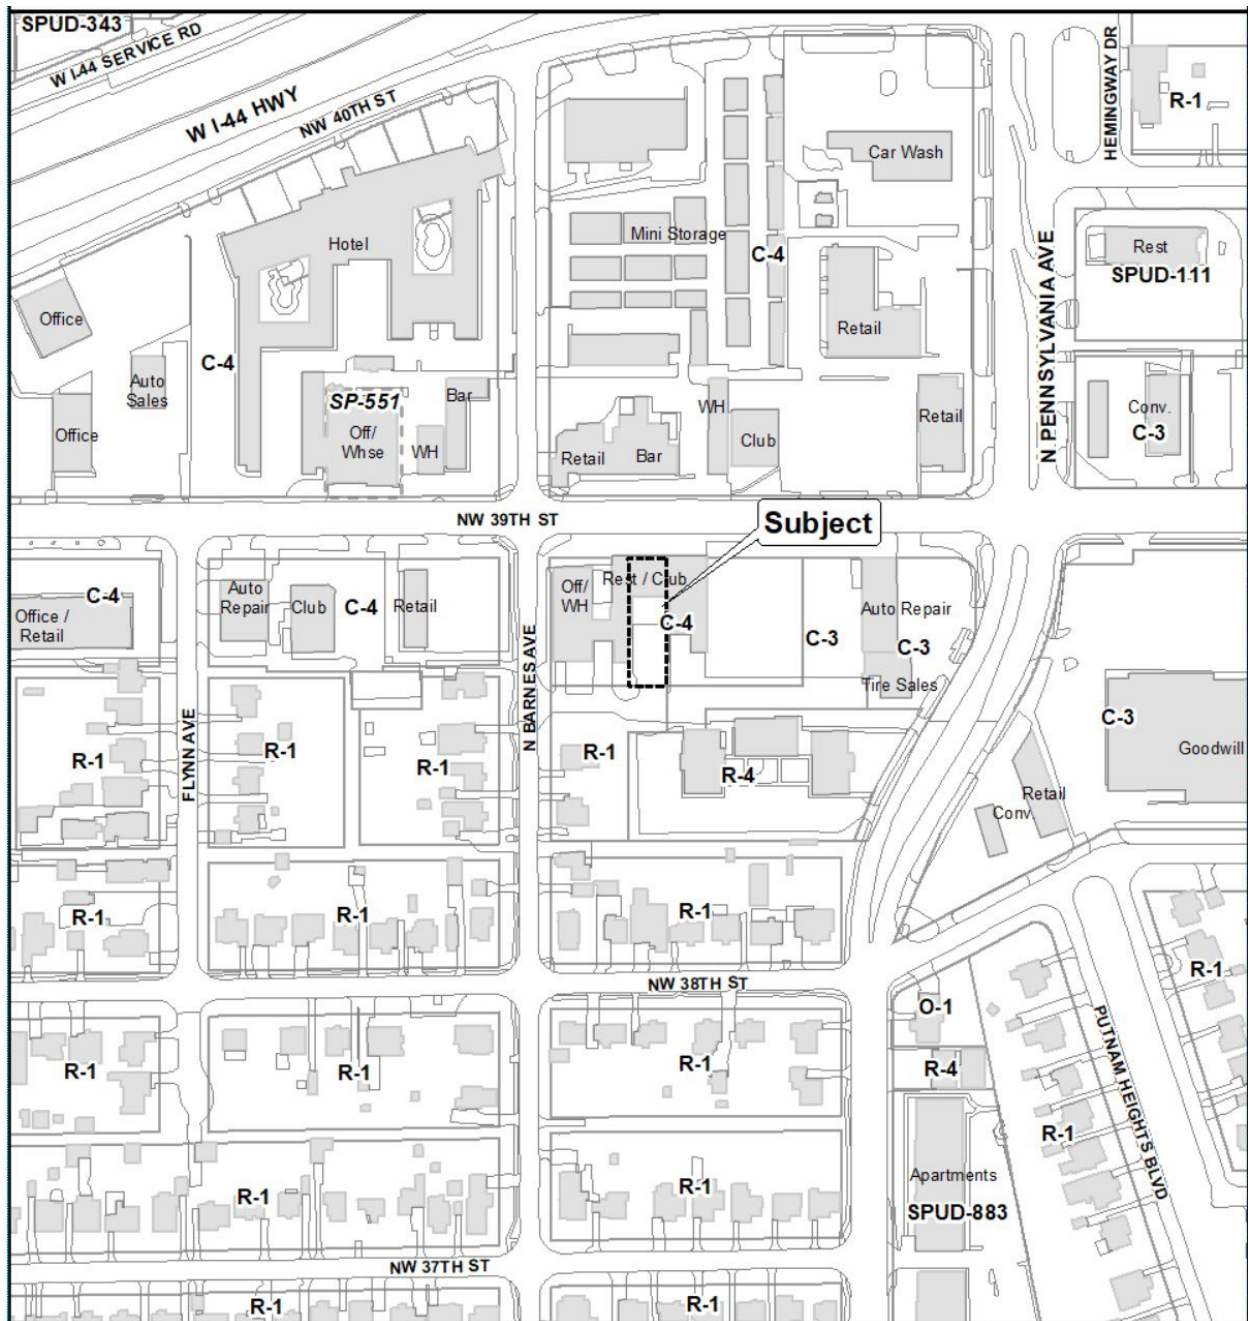 SPUD-343
W I-44 SERVICE RD
W I-44 HWY
NW 40TH ST
HEMINGWAY DR
R-1
Car Wash
Hotel
Mini Storage
C-4
Rest
SPUD-111
Office
Retail
N PENNSYLVANIA AVE
C-4
Auto
Sales
SP-551
Bar
WH
Conv.
C-3
Office
Off/
Whse
WH
Retail
Bar
Club
Retail
NW 39TH ST
Subject
C-4
Office /
Retail
Auto
Repair
Club
C-4
Retail
Off/
WH
Rest / Club
C-4
C-3
Auto Repair
C-3
Tire Sales
N BARNES AVE
FLYNN AVE
R-1
R-1
R-1
R-1
R-4
C-3
Goodwill
Retail
Conv.
R-1
R-1
R-1
R-1
NW 38TH ST
O-1
R-4
PUTNAM HEIGHTS BLVD
R-1
R-1
R-1
R-1
R-1
R-1
Apartments
SPUD-883
NW 37TH ST
R-1
R-1